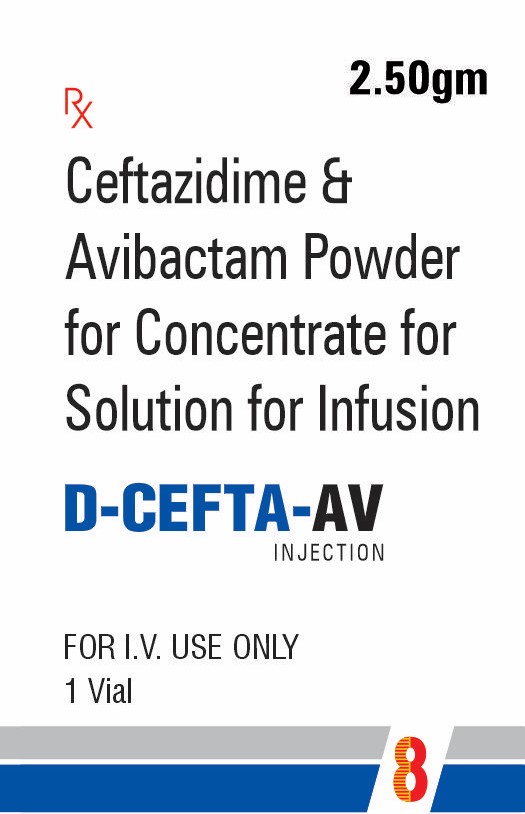 2.50gm
Rx
Ceftazidime &
Avibactam Powder
for Concentrate for
Solution for Infusion
D-CEFTA-AV
INJECTION
FOR I.V. USE ONLY
1 Vial
8